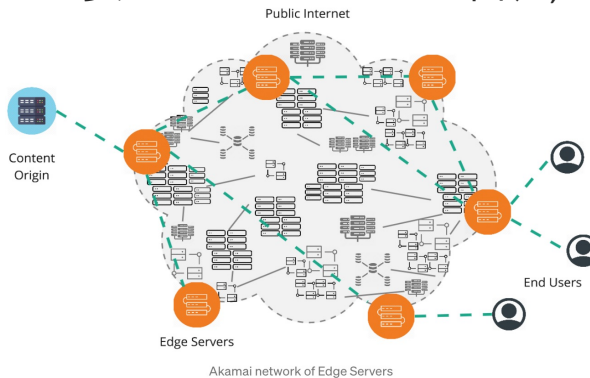 Public Internet
Content
Origin
End Users
Edge Servers
Akamai network of Edge Servers